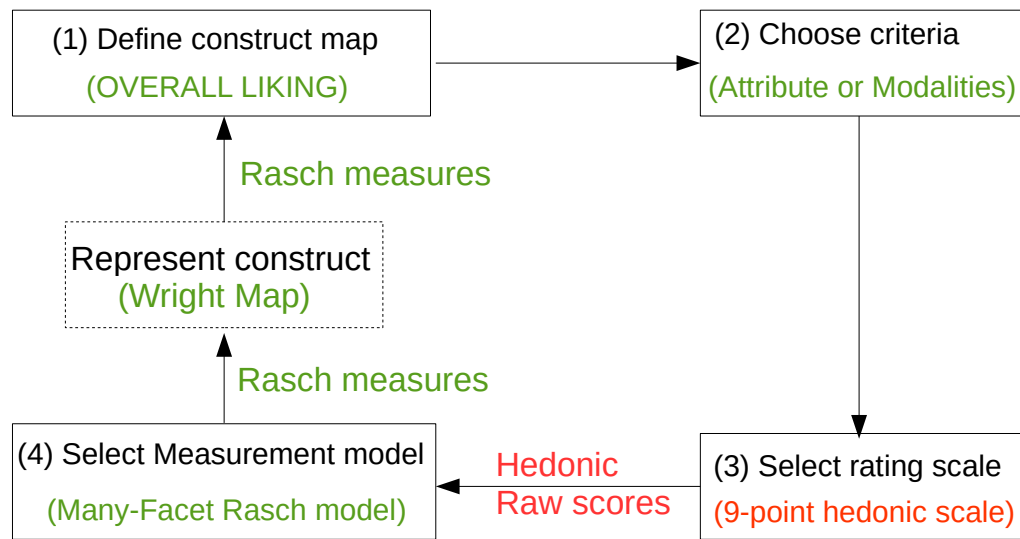 (1) Define construct map
(OVERALL LIKING)
(2) Choose criteria
(Attribute or Modalities)
Rasch measures
Represent construct
(Wright Map)
Rasch measures
(4) Select Measurement model
(Many-Facet Rasch model)
Hedonic
Raw scores
(3) Select rating scale
(9-point hedonic scale)